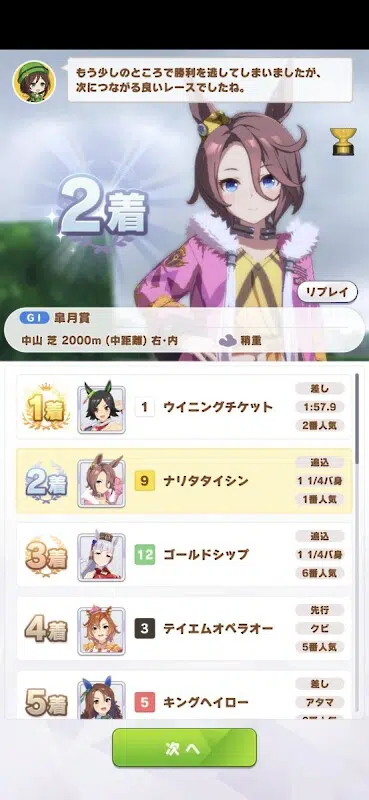 もう少しのところで勝利を逃してしまいましたが、
次につながる良いレースでしたね。
2着
リプレイ
GI 皐月賞
中山 芝 2000m (中距離) 右・内 稍重
差し
1着 1 ウイニングチケット 1:57.9
2番人気
追込
2着 9 ナリタタイシン 1 1/4バ身
1番人気
追込
3着 12 ゴールドシップ 1 1/4バ身
6番人気
先行
4着 3 テイエムオペラオー クビ
5番人気
差し
5着 5 キングヘイロー アタマ
次へ